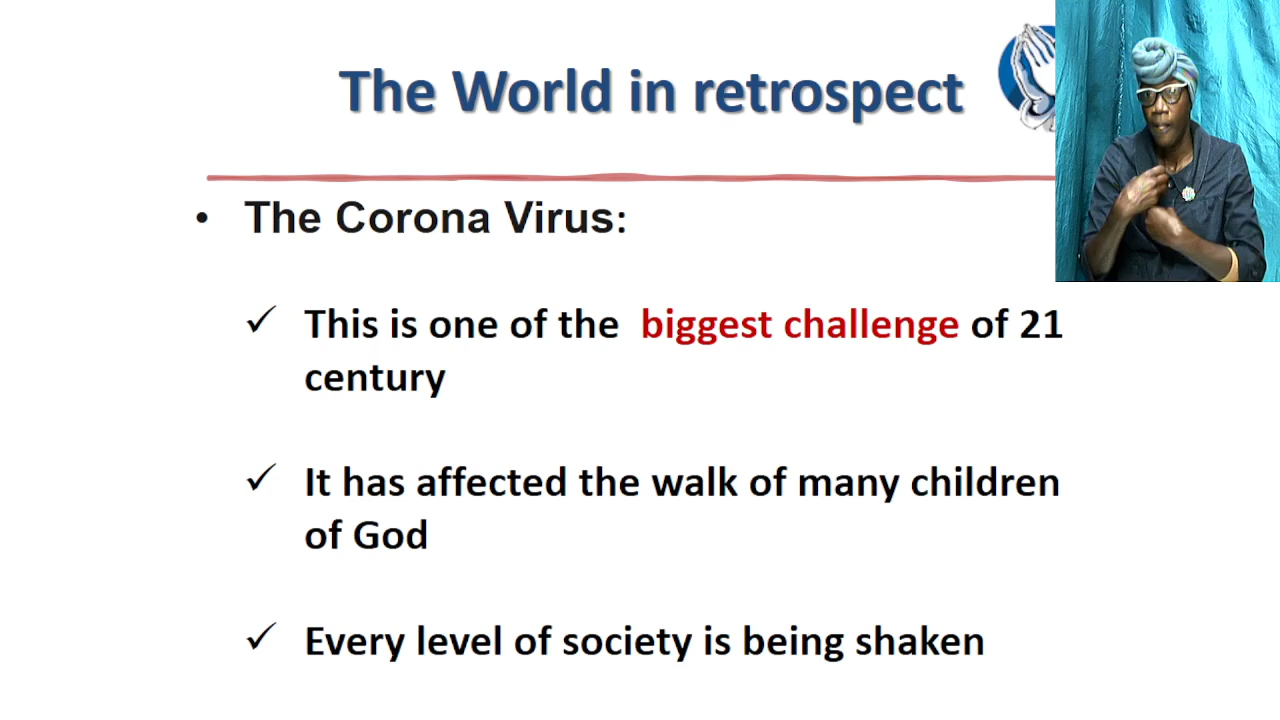 The World in retrospect
• The Corona Virus:
✓ This is one of the biggest challenge of 21
century
✓ It has affected the walk of many children
of God
✓ Every level of society is being shaken